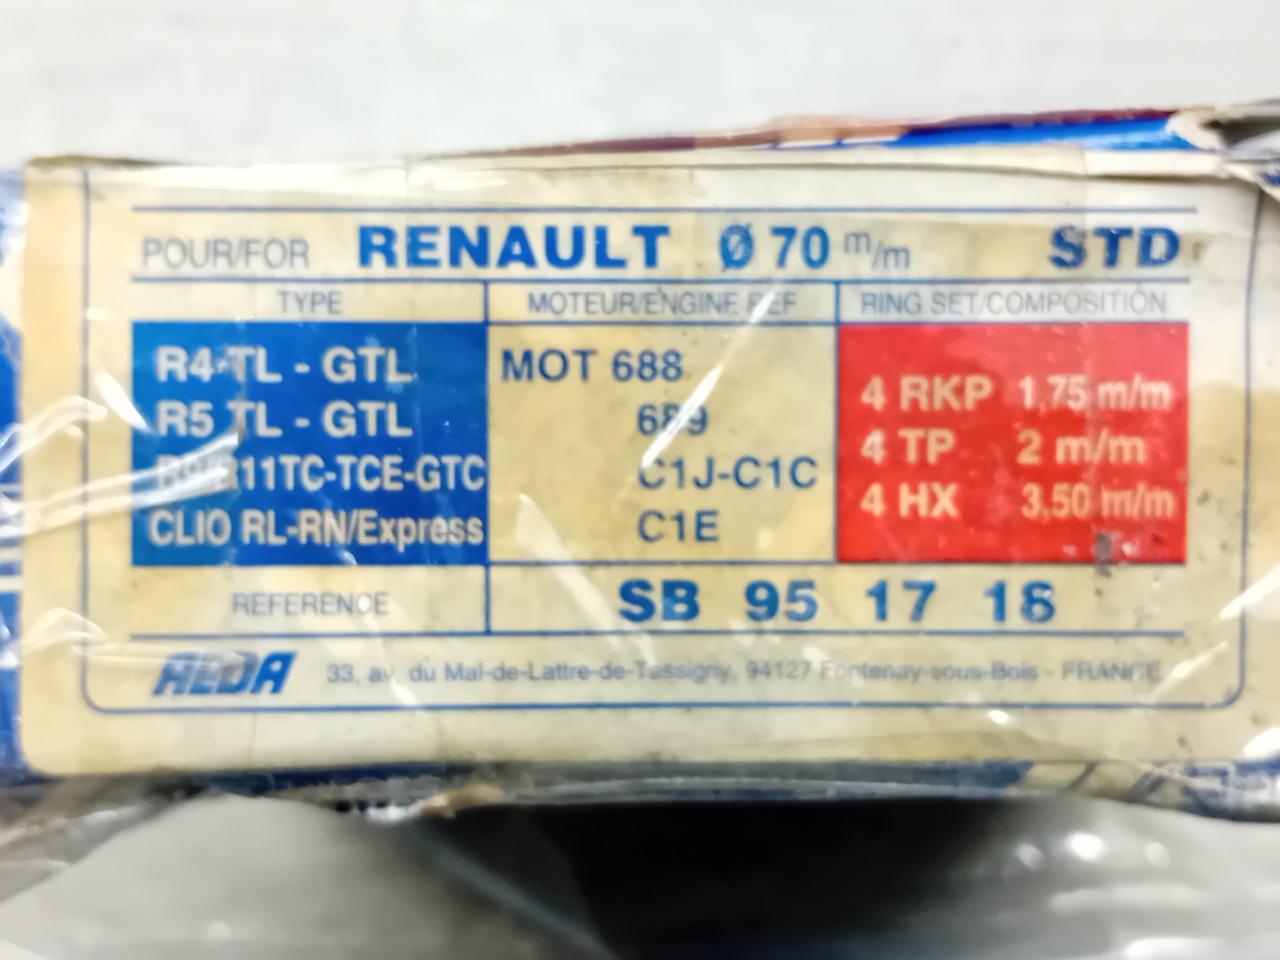 POUR/FOR RENAULT Ø 70 m/m STD
TYPE MOTEUR/ENGINE REF RING SET/COMPOSITION
R4-TL - GTL MOT 688 4 RKP 1,75 m/m
R5 TL - GTL 689 4 TP 2 m/m
R11TC-TCE-GTC C1J-C1C 4 HX 3,50 m/m
CLIO RL-RN/Express C1E
REFERENCE SB 95 17 18
33, av. du Mal-de-Lattre-de-Tassigny, 94127 Fontenay-sous-Bois - FRANCE